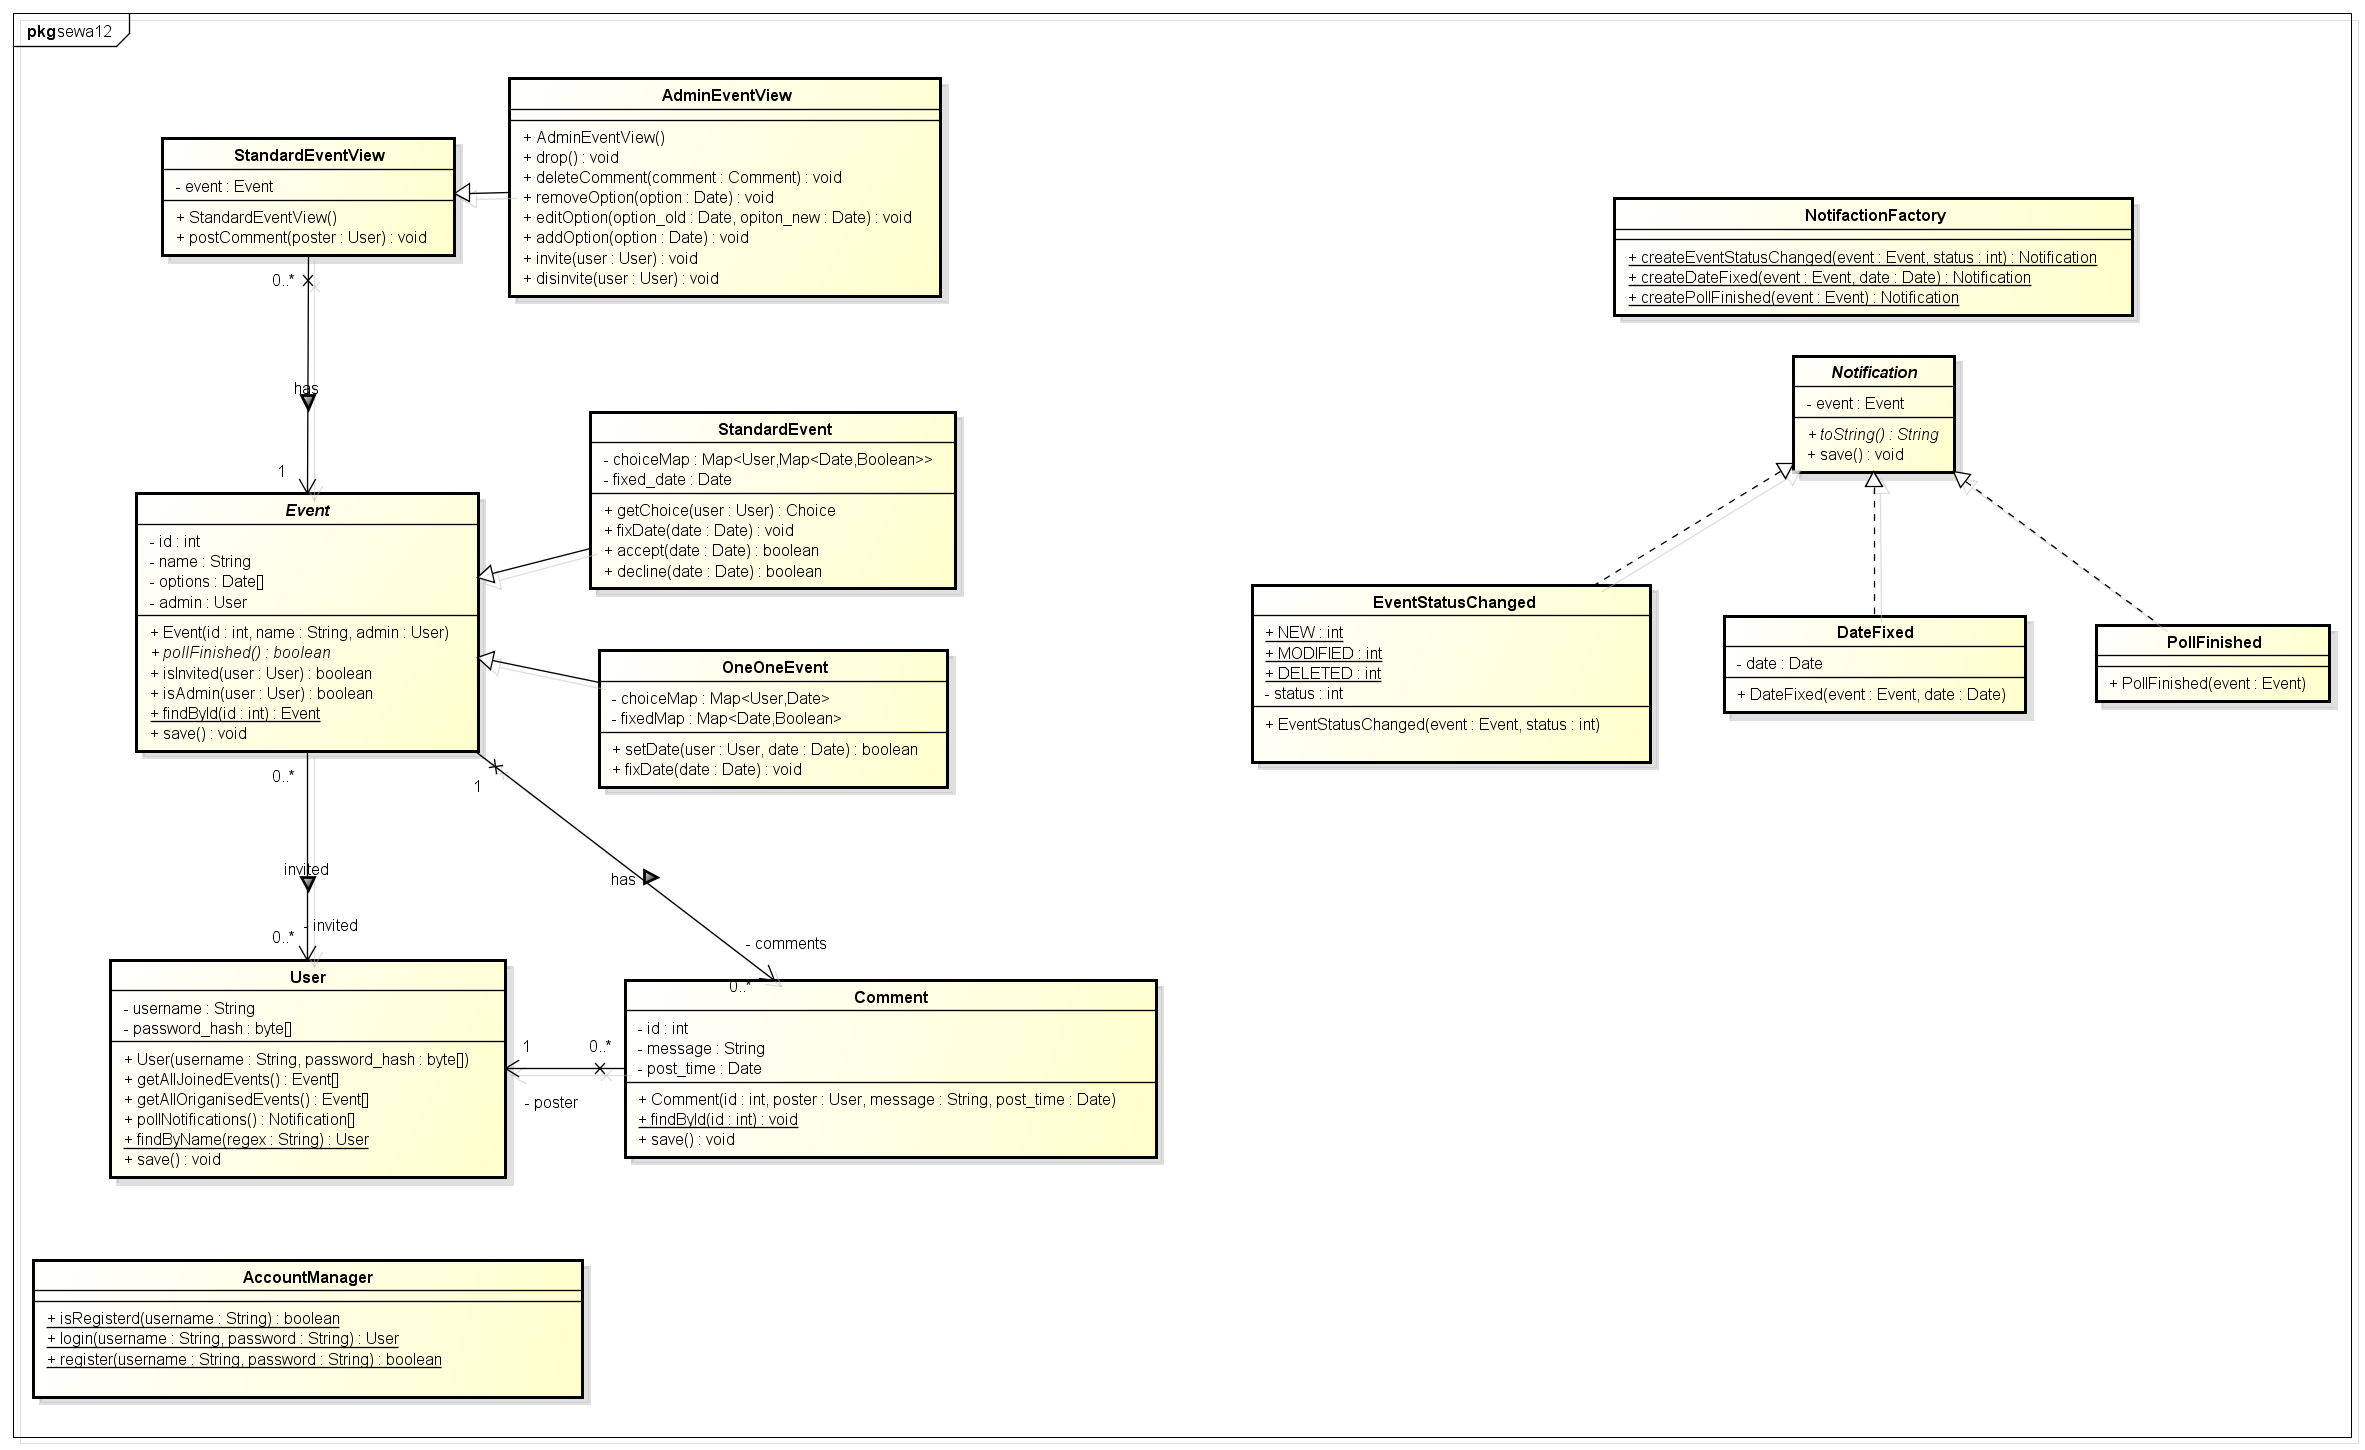 pkg sewa12
AdminEventView
+ AdminEventView()
+ drop() : void
+ deleteComment(comment : Comment) : void
+ removeOption(option : Date) : void
+ editOption(option_old : Date, opiton_new : Date) : void
+ addOption(option : Date) : void
+ invite(user : User) : void
+ disinvite(user : User) : void
StandardEventView
- event : Event
+ StandardEventView()
+ postComment(poster : User) : void
0..*
has
1
NotifactionFactory
+ createEventStatusChanged(event : Event, status : int) : Notification
+ createDateFixed(event : Event, date : Date) : Notification
+ createPollFinished(event : Event) : Notification
Notification
- event : Event
+ toString() : String
+ save() : void
StandardEvent
- choiceMap : Map<User,Map<Date,Boolean>>
- fixed_date : Date
+ getChoice(user : User) : Choice
+ fixDate(date : Date) : void
+ accept(date : Date) : boolean
+ decline(date : Date) : boolean
Event
- id : int
- name : String
- options : Date[]
- admin : User
+ Event(id : int, name : String, admin : User)
+ pollFinished() : boolean
+ isInvited(user : User) : boolean
+ isAdmin(user : User) : boolean
+ findById(id : int) : Event
+ save() : void
OneOneEvent
- choiceMap : Map<User,Date>
- fixedMap : Map<Date,Boolean>
+ setDate(user : User, date : Date) : boolean
+ fixDate(date : Date) : void
EventStatusChanged
+ NEW : int
+ MODIFIED : int
+ DELETED : int
- status : int
+ EventStatusChanged(event : Event, status : int)
DateFixed
- date : Date
+ DateFixed(event : Event, date : Date)
PollFinished
+ PollFinished(event : Event)
0..*
1
invited
has
- invited
0..*
- comments
0..*
User
- username : String
- password_hash : byte[]
+ User(username : String, password_hash : byte[])
+ getAllJoinedEvents() : Event[]
+ getAllOriganisedEvents() : Event[]
+ pollNotifications() : Notification[]
+ findByName(regex : String) : User
+ save() : void
1
0..*
- poster
Comment
- id : int
- message : String
- post_time : Date
+ Comment(id : int, poster : User, message : String, post_time : Date)
+ findById(id : int) : void
+ save() : void
AccountManager
+ isRegisterd(username : String) : boolean
+ login(username : String, password : String) : User
+ register(username : String, password : String) : boolean